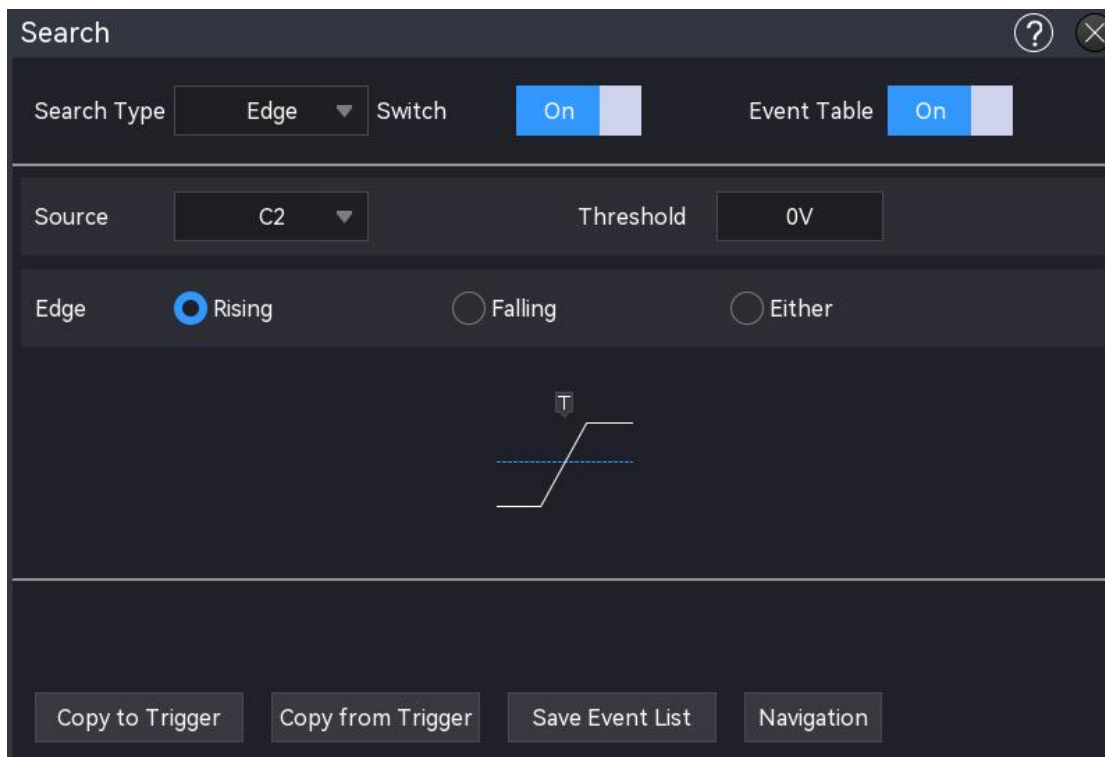 Search ?
Search Type Edge Switch On Event Table On
Source C2 Threshold 0V
Edge Rising Falling Either
T
Copy to Trigger Copy from Trigger Save Event List Navigation